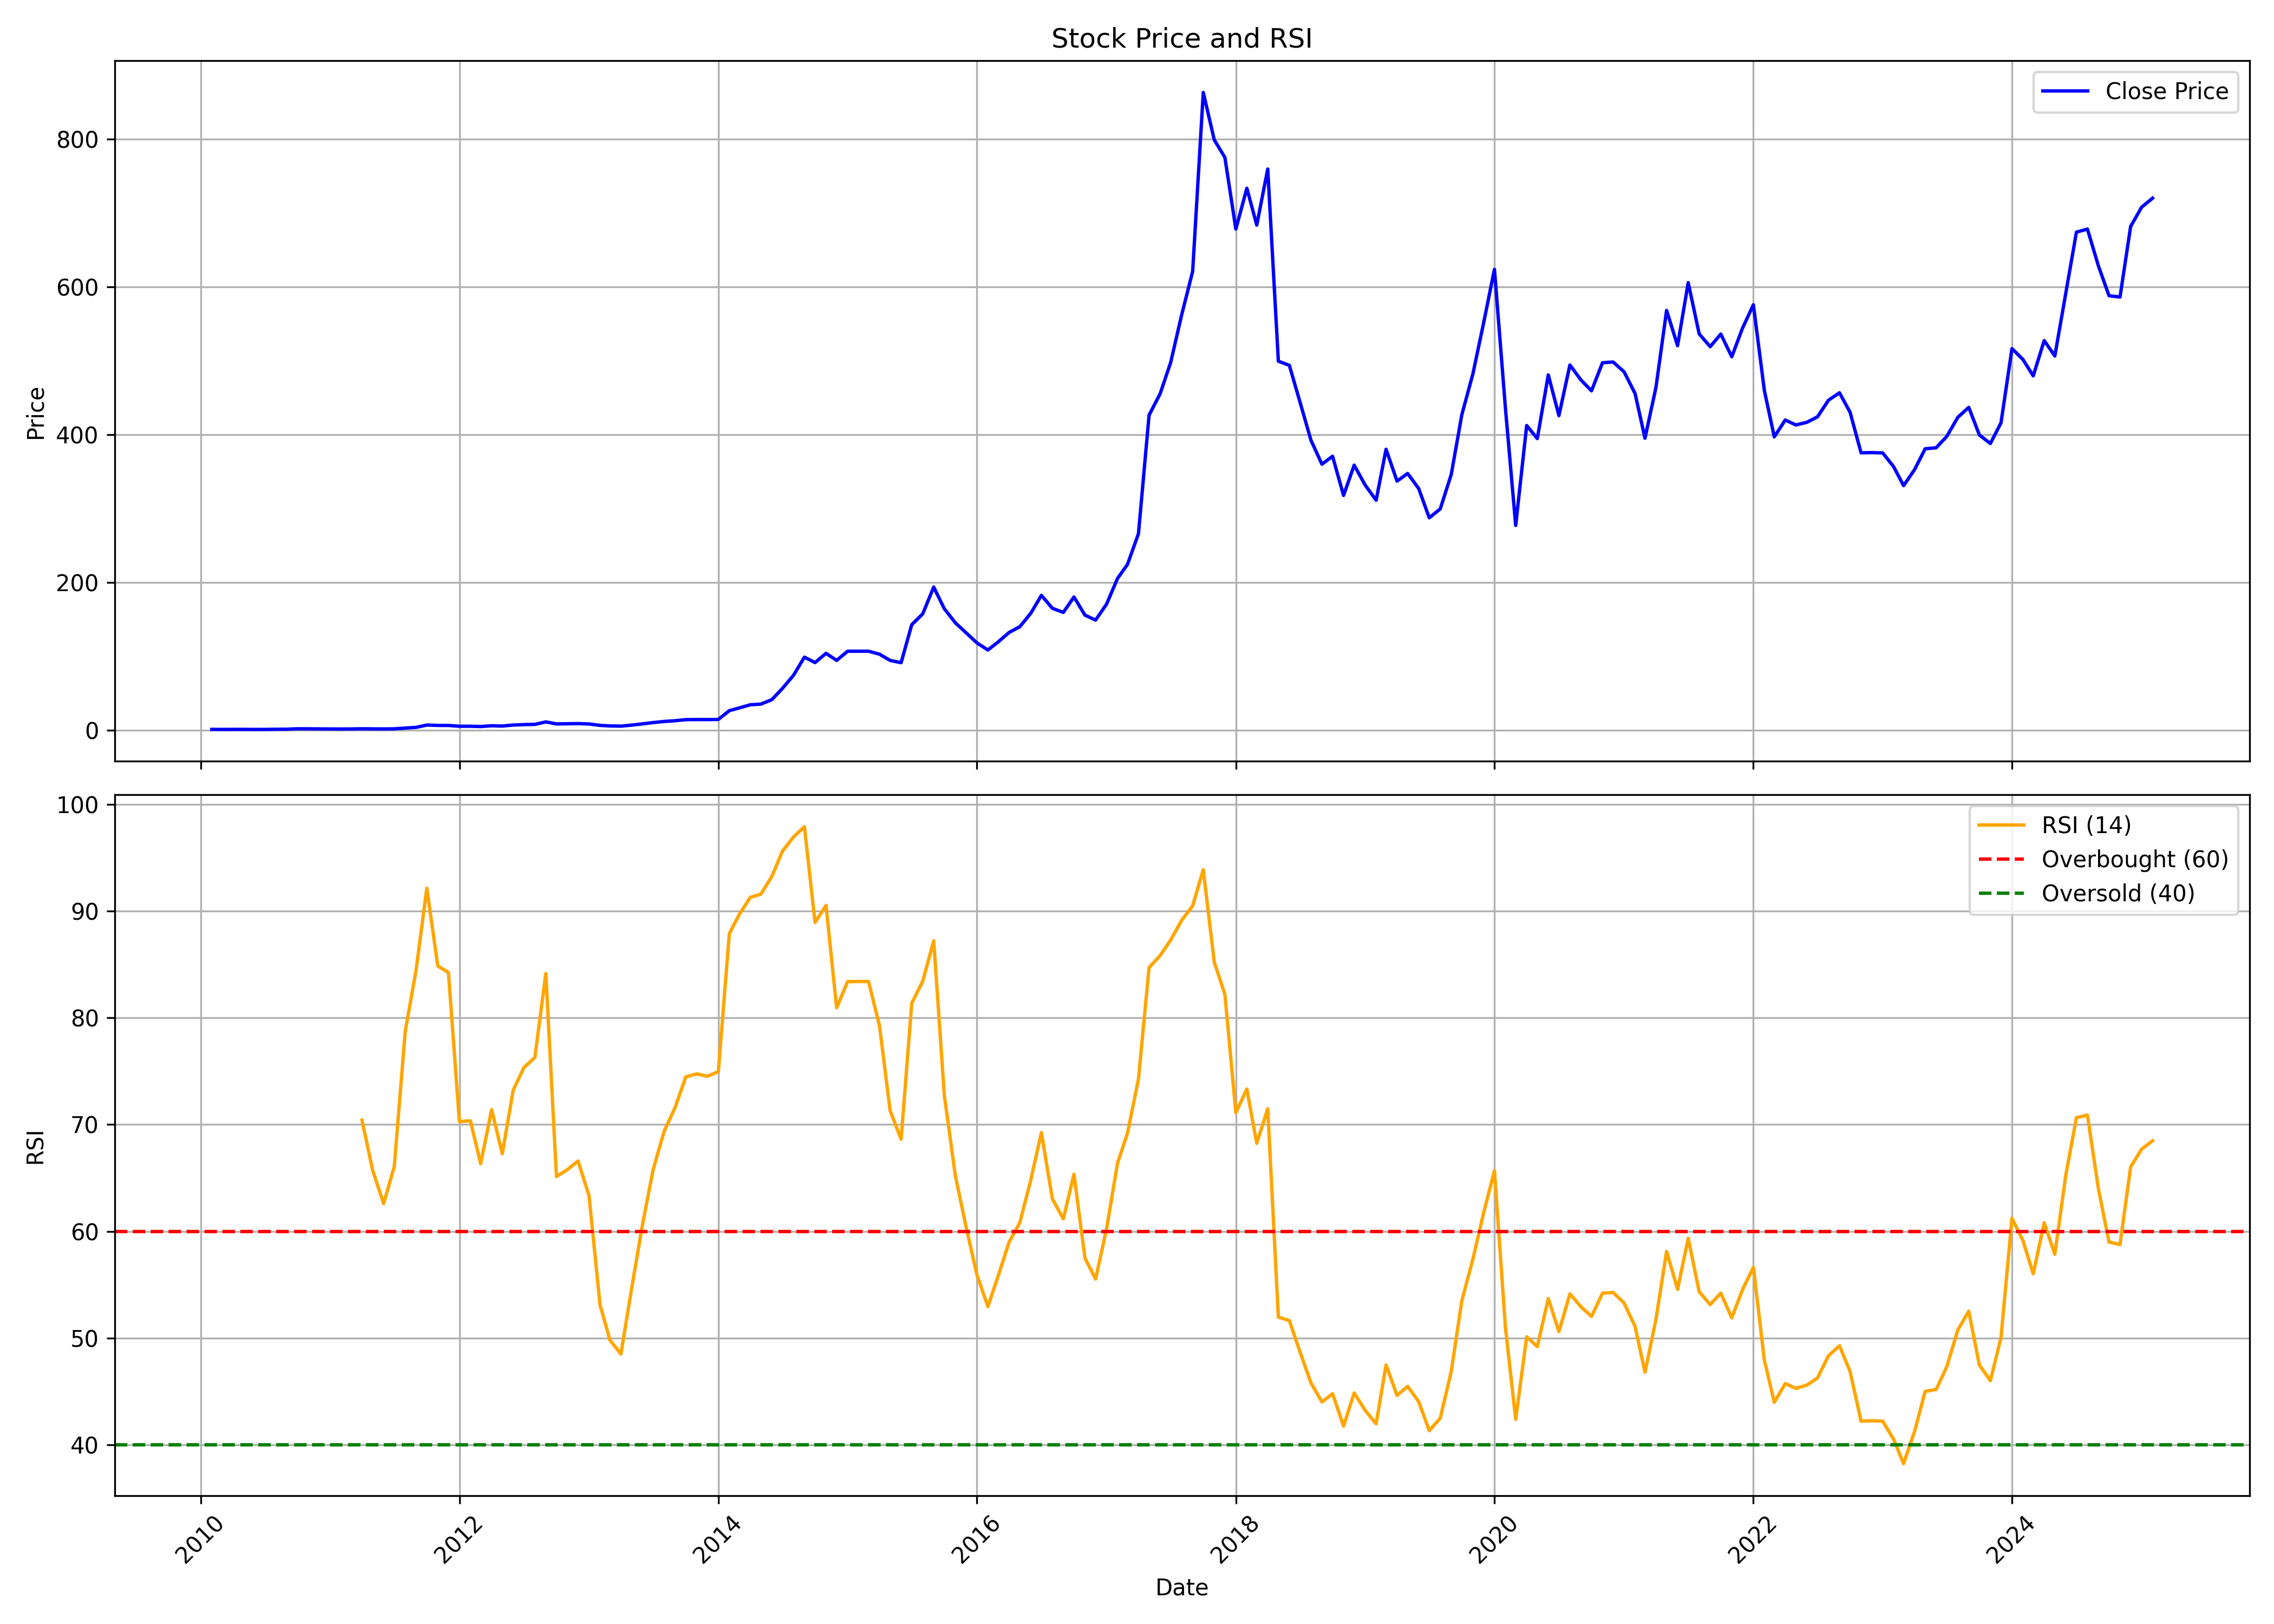 Stock Price and RSI
Close Price
800
600
400
200
0
Price
RSI (14)
Overbought (60)
Oversold (40)
100
90
80
70
60
50
40
RSI
2010
2012
2014
2016
2018
2020
2022
2024
Date